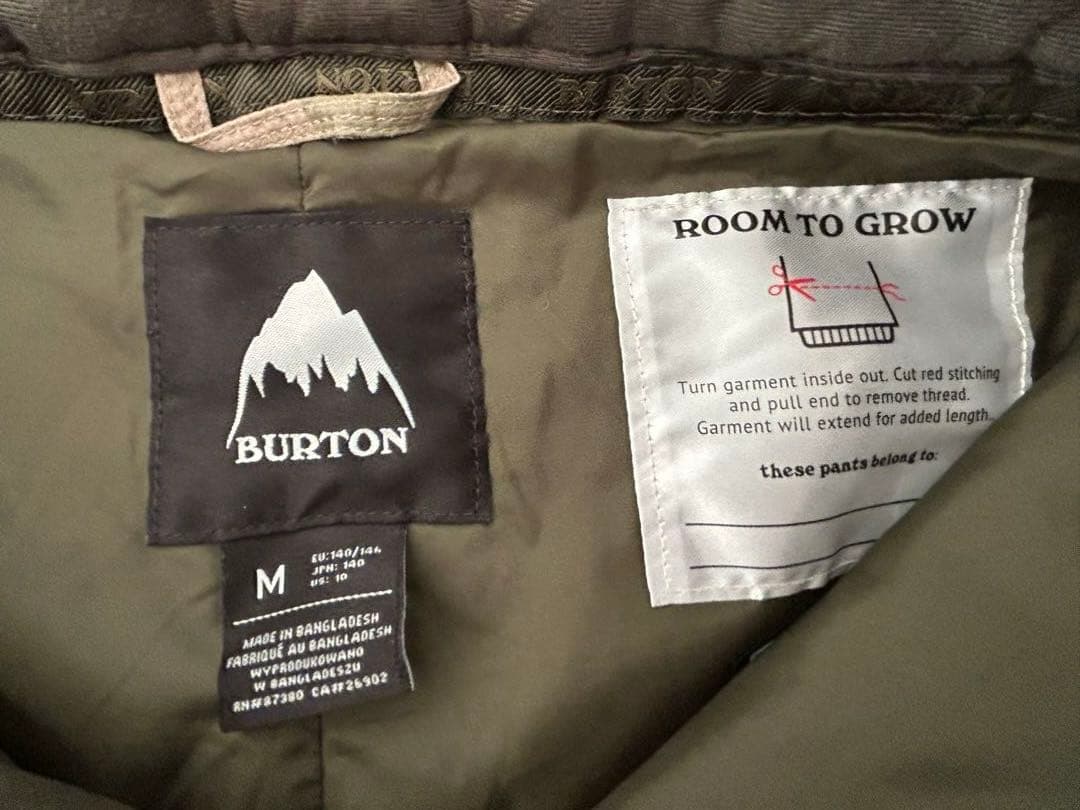 BURTON
BURTON
M
EU:140/146
JPN: 140
US: 10
MADE IN BANGLADESH
FABRIQUÉ AU BANGLADESH
WYPRODUKOWANO
W BANGLADESZU
RN#87380 CA#26902
ROOM TO GROW
Turn garment inside out. Cut red stitching
and pull end to remove thread.
Garment will extend for added length.
these pants belong to: